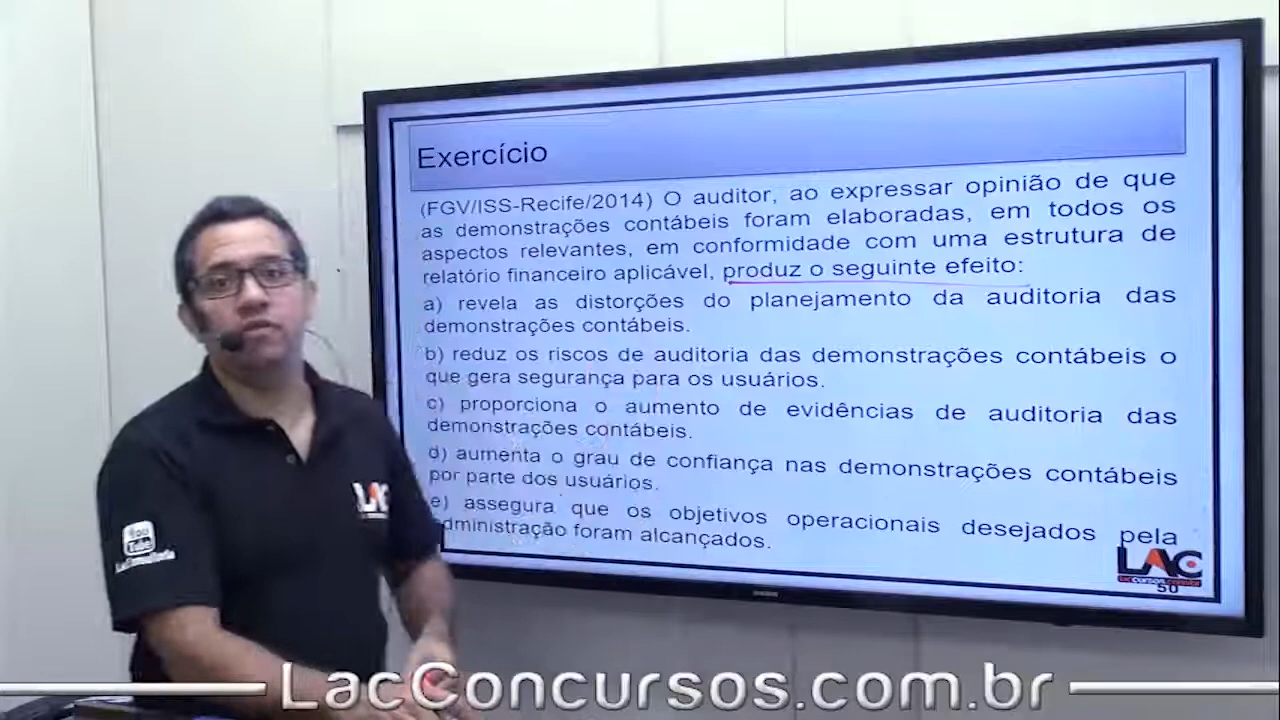 Exercício
(FGV/ISS-Recife/2014) O auditor, ao expressar opinião de que
as demonstrações contábeis foram elaboradas, em todos os
aspectos relevantes, em conformidade com uma estrutura de
relatório financeiro aplicável, produz o seguinte efeito:
a) revela as distorções do planejamento da auditoria das
demonstrações contábeis.
b) reduz os riscos de auditoria das demonstrações contábeis o
que gera segurança para os usuários.
c) proporciona o aumento de evidências de auditoria das
demonstrações contábeis.
d) aumenta o grau de confiança nas demonstrações contábeis
por parte dos usuários.
e) assegura que os objetivos operacionais desejados pela
administração foram alcançados.
LAC
50
LAC
LacConcursos.com.br